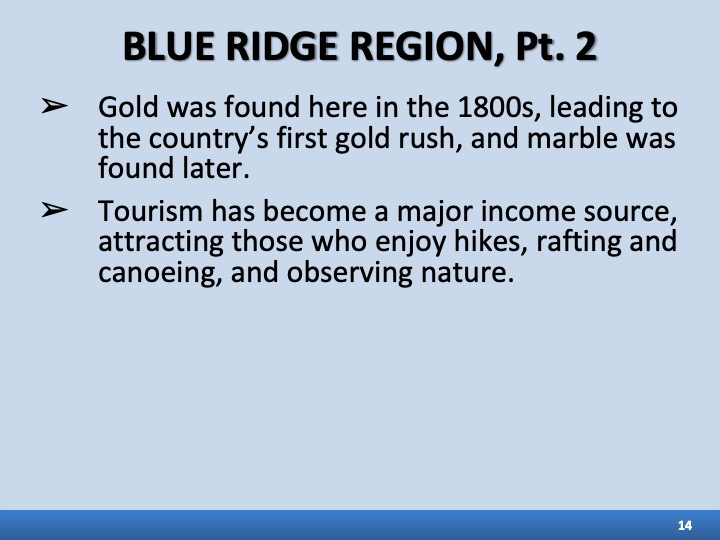 BLUE RIDGE REGION, Pt. 2
➢ Gold was found here in the 1800s, leading to
the country’s first gold rush, and marble was
found later.
➢ Tourism has become a major income source,
attracting those who enjoy hikes, rafting and
canoeing, and observing nature.
14